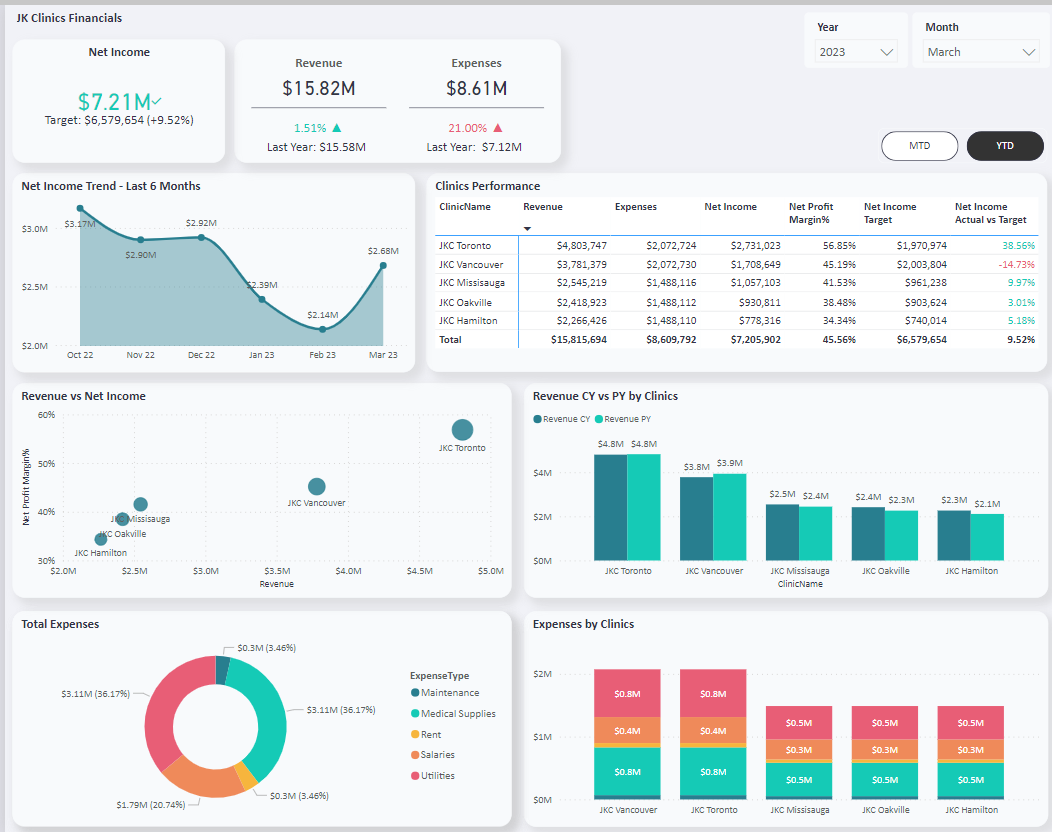 JK Clinics Financials
Year
2023
Month
March
Net Income
$7.21M
Target: $6,579,654 (+9.52%)
Revenue
$15.82M
1.51% ▲
Last Year: $15.58M
Expenses
$8.61M
21.00% ▲
Last Year: $7.12M
MTD
YTD
Net Income Trend - Last 6 Months
$3.0M
$2.5M
$2.0M
$3.17M
$2.90M
$2.92M
$2.39M
$2.14M
$2.68M
Oct 22 Nov 22 Dec 22 Jan 23 Feb 23 Mar 23
Clinics Performance
ClinicName Revenue Expenses Net Income Net Profit Margin% Net Income Target Net Income Actual vs Target
JKC Toronto $4,803,747 $2,072,724 $2,731,023 56.85% $1,970,974 38.56%
JKC Vancouver $3,781,379 $2,072,730 $1,708,649 45.19% $2,003,804 -14.73%
JKC Missisauga $2,545,219 $1,488,116 $1,057,103 41.53% $961,238 9.97%
JKC Oakville $2,418,923 $1,488,112 $930,811 38.48% $903,624 3.01%
JKC Hamilton $2,266,426 $1,488,110 $778,316 34.34% $740,014 5.18%
Total $15,815,694 $8,609,792 $7,205,902 45.56% $6,579,654 9.52%
Revenue vs Net Income
Net Profit Margin%
60%
50%
40%
30%
JKC Toronto
JKC Vancouver
JKC Missisauga
JKC Oakville
JKC Hamilton
$2.0M $2.5M $3.0M $3.5M $4.0M $4.5M $5.0M
Revenue
Revenue CY vs PY by Clinics
Revenue CY Revenue PY
$4M
$2M
$0M
$4.8M $4.8M
$3.8M $3.9M
$2.5M $2.4M
$2.4M $2.3M
$2.3M $2.1M
JKC Toronto JKC Vancouver JKC Missisauga JKC Oakville JKC Hamilton
ClinicName
Total Expenses
$0.3M (3.46%)
$3.11M (36.17%)
$3.11M (36.17%)
$0.3M (3.46%)
$1.79M (20.74%)
ExpenseType
Maintenance
Medical Supplies
Rent
Salaries
Utilities
Expenses by Clinics
$2M
$1M
$0M
$0.8M $0.8M
$0.4M $0.4M
$0.5M $0.5M $0.5M
$0.3M $0.3M $0.3M
$0.8M $0.8M $0.5M $0.5M $0.5M
JKC Vancouver JKC Toronto JKC Missisauga JKC Oakville JKC Hamilton